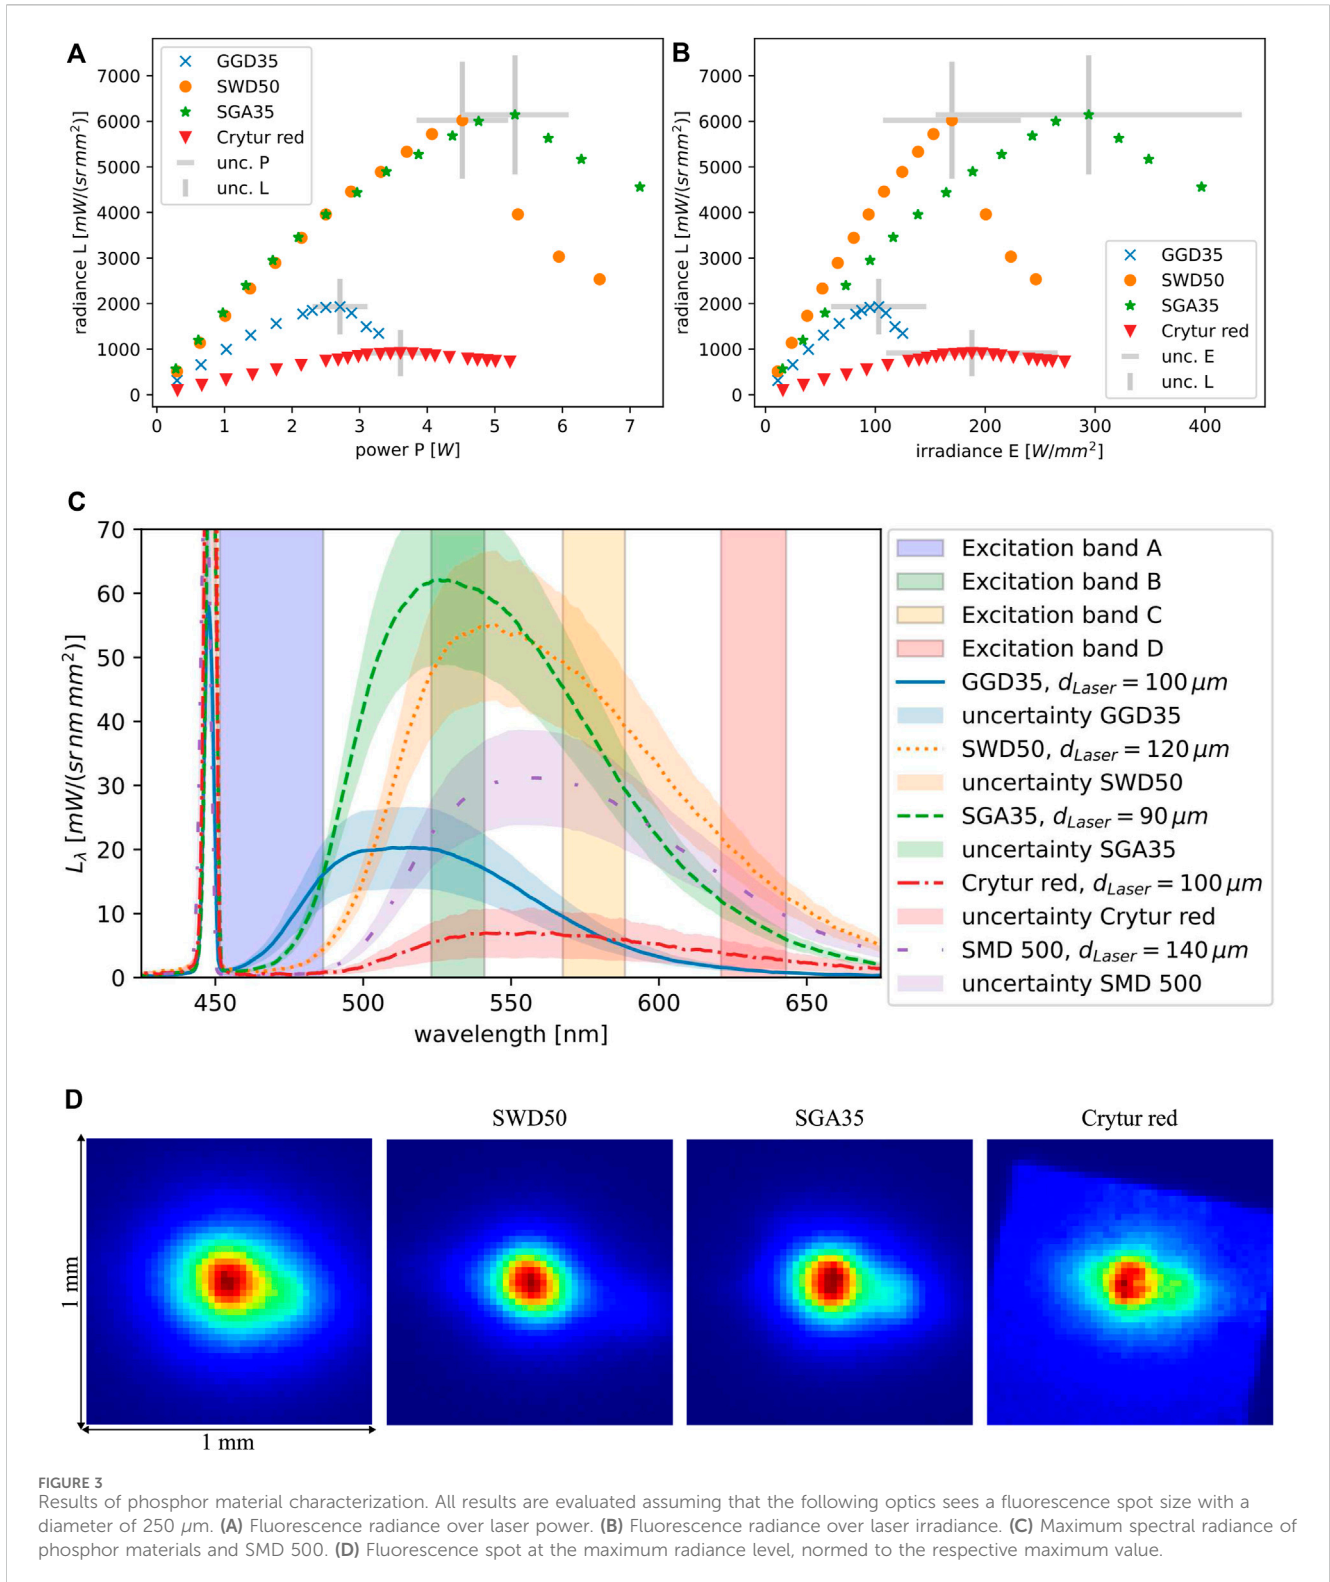 A
GGD35
SWD50
SGA35
Crytur red
unc. P
unc. L
radiance L [mW/(sr mm²)]
7000
6000
5000
4000
3000
2000
1000
0
0 1 2 3 4 5 6 7
power P [W]
B
radiance L [mW/(sr mm²)]
7000
6000
5000
4000
3000
2000
1000
0
GGD35
SWD50
SGA35
Crytur red
unc. E
unc. L
0 100 200 300 400
irradiance E [W/mm²]
C
Lλ [mW/(sr nm mm²)]
70
60
50
40
30
20
10
0
450 500 550 600 650
wavelength [nm]
Excitation band A
Excitation band B
Excitation band C
Excitation band D
GGD35, dLaser = 100 μm
uncertainty GGD35
SWD50, dLaser = 120 μm
uncertainty SWD50
SGA35, dLaser = 90 μm
uncertainty SGA35
Crytur red, dLaser = 100 μm
uncertainty Crytur red
SMD 500, dLaser = 140 μm
uncertainty SMD 500
D
SWD50 SGA35 Crytur red
1 mm
1 mm
FIGURE 3
Results of phosphor material characterization. All results are evaluated assuming that the following optics sees a fluorescence spot size with a
diameter of 250 μm. (A) Fluorescence radiance over laser power. (B) Fluorescence radiance over laser irradiance. (C) Maximum spectral radiance of
phosphor materials and SMD 500. (D) Fluorescence spot at the maximum radiance level, normed to the respective maximum value.